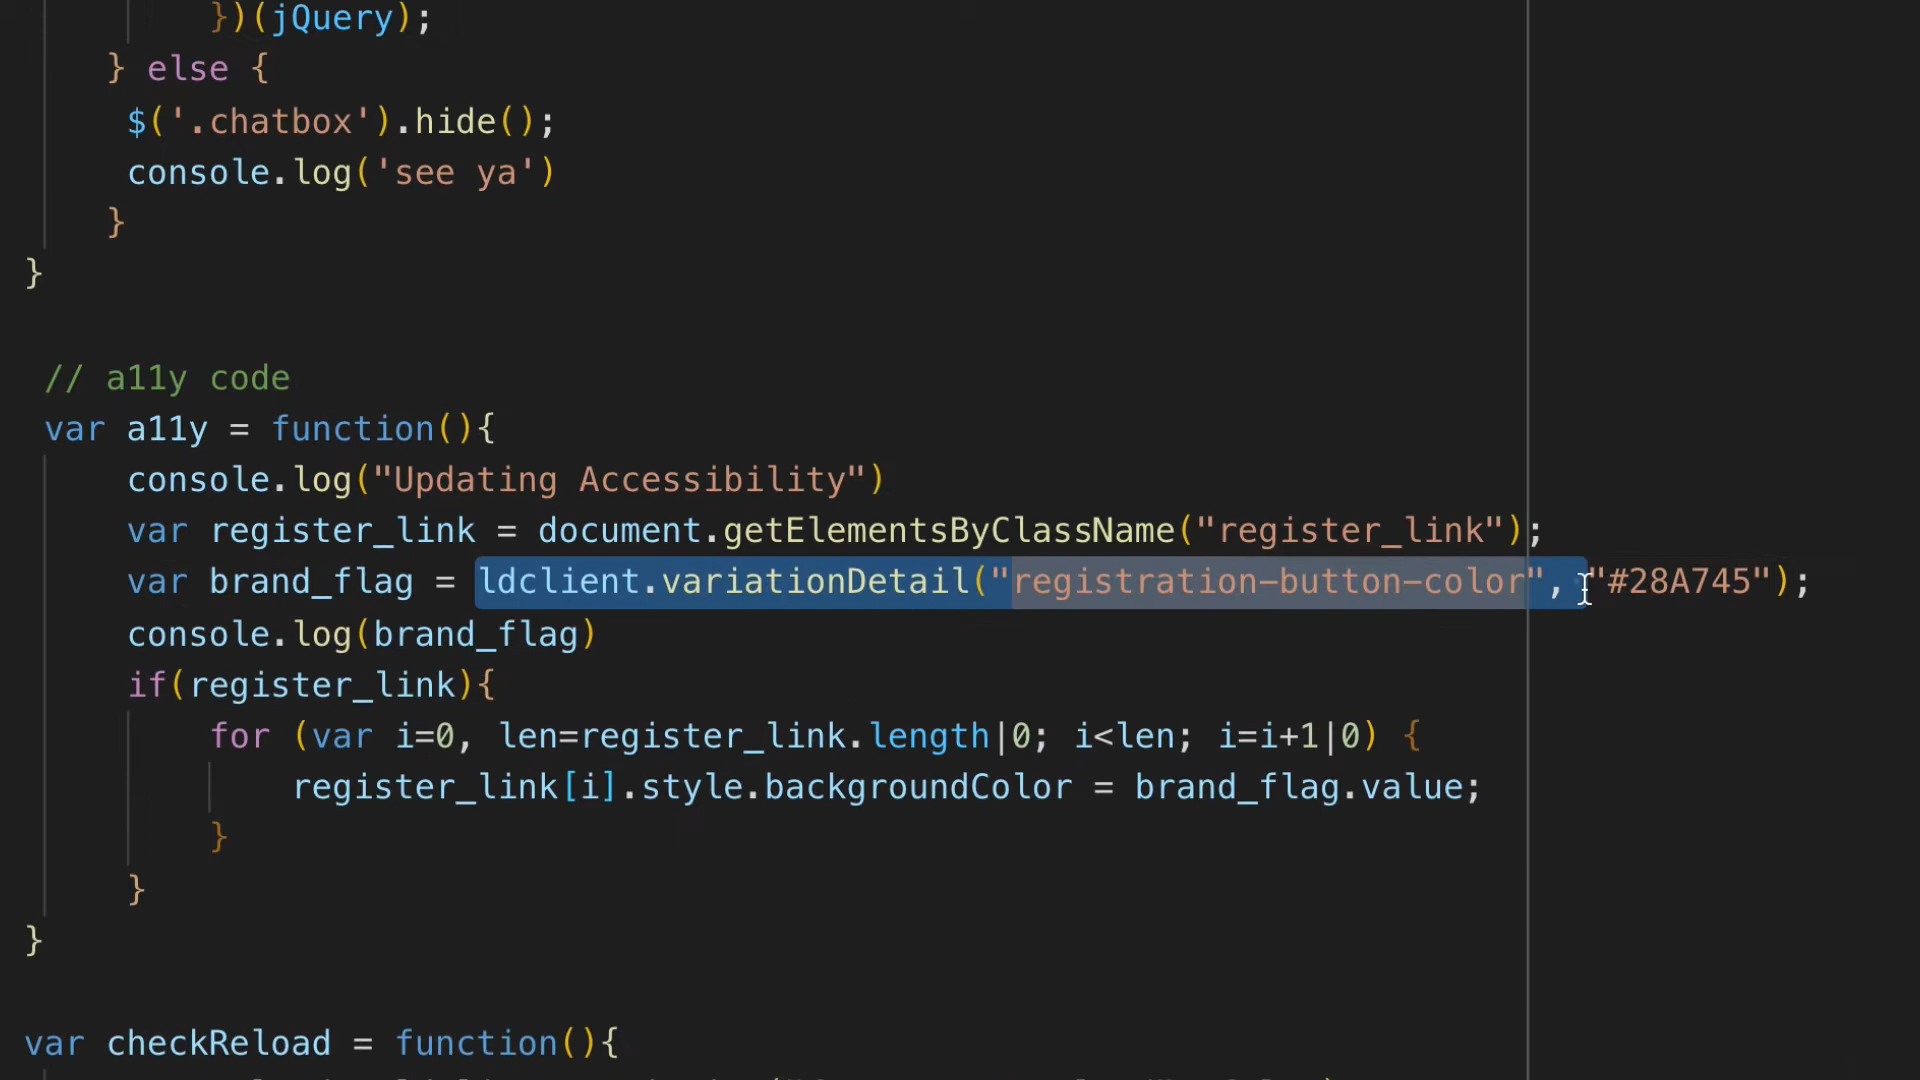 })(jQuery);
} else {
$('.chatbox').hide();
console.log('see ya')
}
}
// a11y code
var a11y = function(){
console.log("Updating Accessibility")
var register_link = document.getElementsByClassName("register_link");
var brand_flag = ldclient.variationDetail("registration-button-color", "#28A745");
console.log(brand_flag)
if(register_link){
for (var i=0, len=register_link.length|0; i<len; i=i+1|0) {
register_link[i].style.backgroundColor = brand_flag.value;
}
}
}
var checkReload = function(){